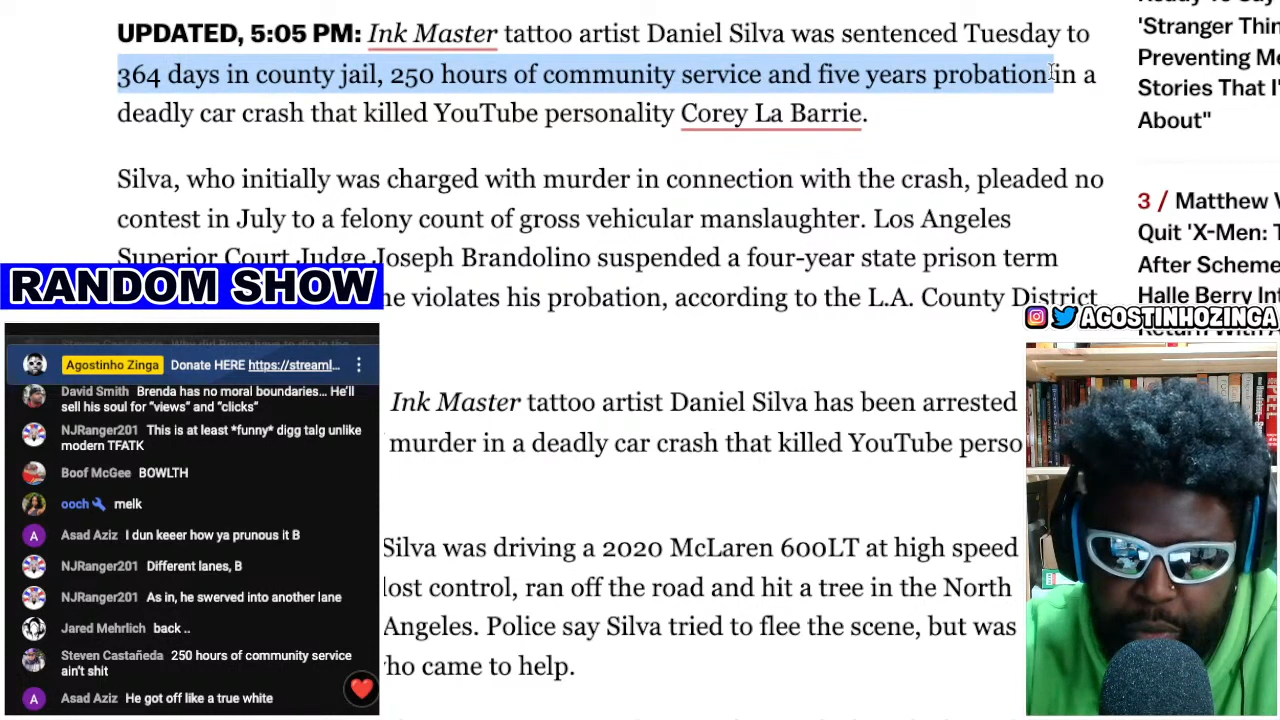 UPDATED, 5:05 PM: Ink Master tattoo artist Daniel Silva was sentenced Tuesday to
364 days in county jail, 250 hours of community service and five years probation in a
deadly car crash that killed YouTube personality Corey La Barrie.
Silva, who initially was charged with murder in connection with the crash, pleaded no
contest in July to a felony count of gross vehicular manslaughter. Los Angeles
Superior Court Judge Joseph Brandolino suspended a four-year state prison term
he violates his probation, according to the L.A. County District
Ink Master tattoo artist Daniel Silva has been arrested
murder in a deadly car crash that killed YouTube perso
Silva was driving a 2020 McLaren 600LT at high speed
lost control, ran off the road and hit a tree in the North
Angeles. Police say Silva tried to flee the scene, but was
who came to help.
'Stranger Thin
Preventing Me
Stories That I'
About"
3 / Matthew V
Quit 'X-Men: T
After Scheme
Halle Berry Int
RANDOM SHOW
Agostinho Zinga Donate HERE https://streaml...
David Smith Brenda has no moral boundaries... He'll
sell his soul for "views" and "clicks"
NJRanger201 This is at least *funny* digg talg unlike
modern TFATK
Boof McGee BOWLTH
ooch melk
A Asad Aziz I dun keeer how ya prunous it B
NJRanger201 Different lanes, B
NJRanger201 As in, he swerved into another lane
Jared Mehrlich back ..
Steven Castañeda 250 hours of community service
ain't shit
A Asad Aziz He got off like a true white
AGOSTINHOZINGA